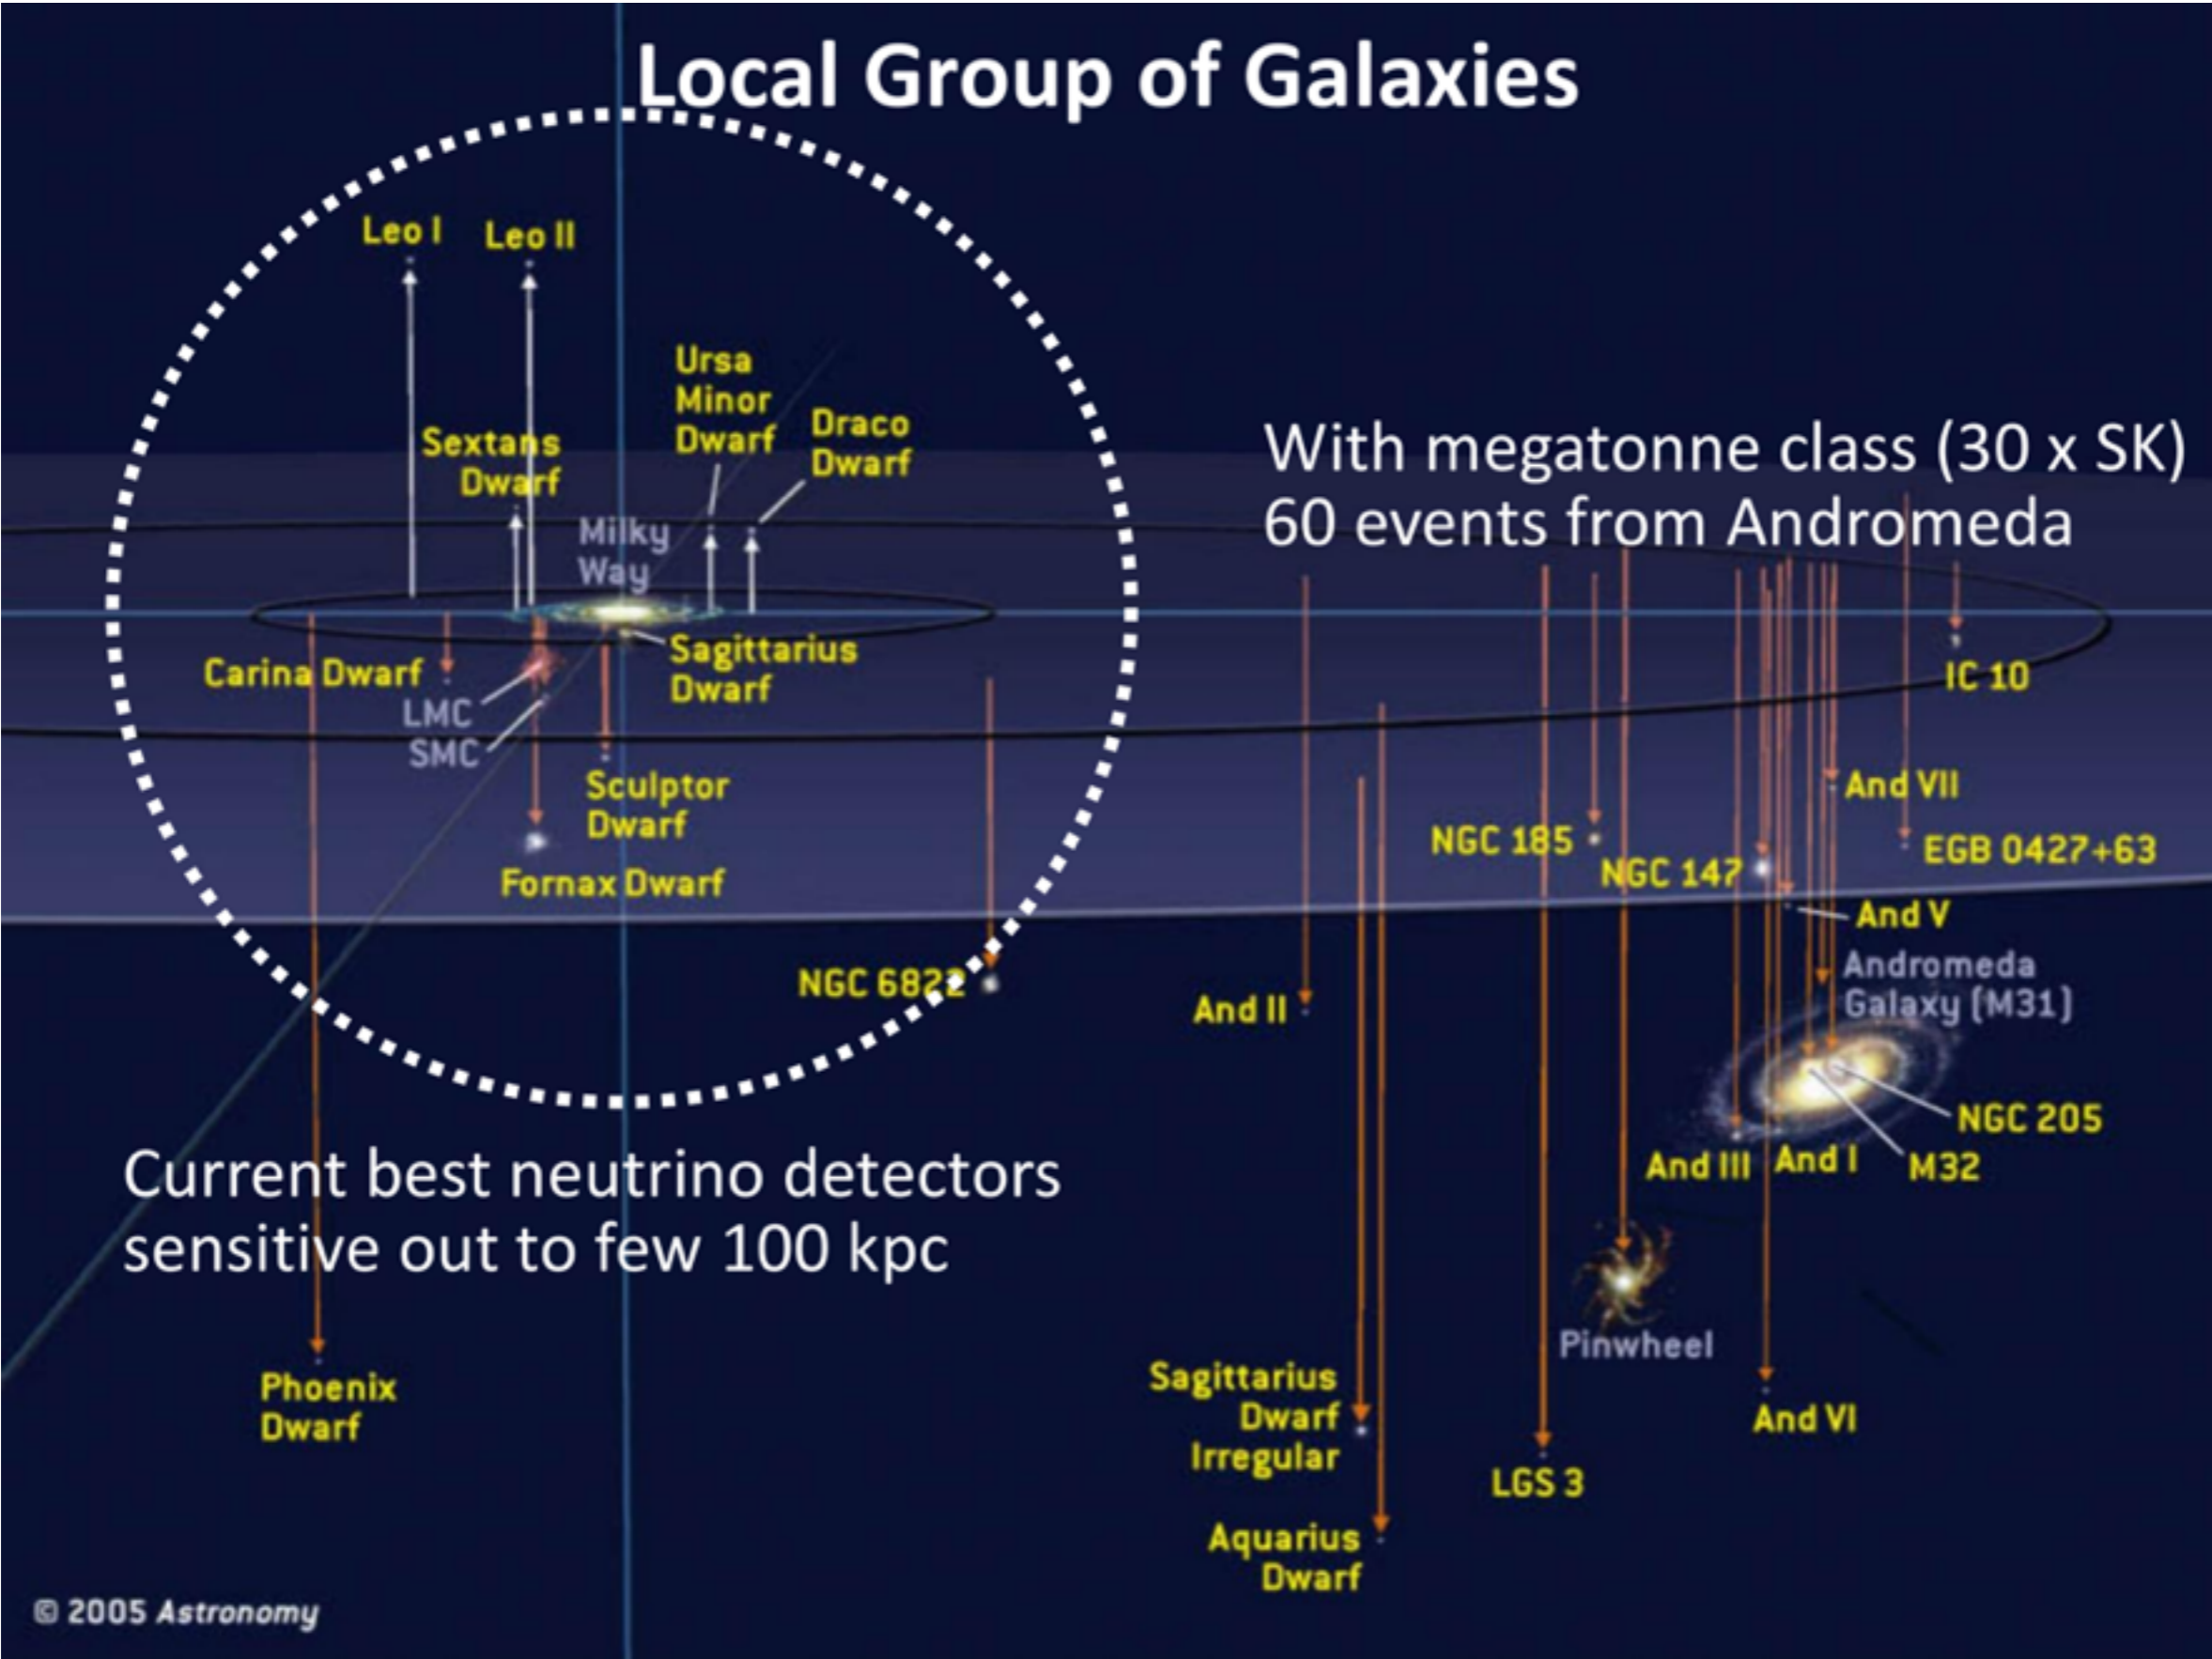 Local Group of Galaxies
Leo I
Leo II
Ursa
Minor
Dwarf
Draco
Dwarf
Sextans
Dwarf
With megatonne class (30 x SK)
60 events from Andromeda
Milky
Way
Sagittarius
Dwarf
Carina Dwarf
LMC
SMC
IC 10
Sculptor
Dwarf
Fornax Dwarf
And VII
NGC 185
EGB 0427+63
NGC 147
And V
NGC 6822
And II
Andromeda
Galaxy (M31)
NGC 205
And III
And I
M32
Current best neutrino detectors
sensitive out to few 100 kpc
Pinwheel
Phoenix
Dwarf
Sagittarius
Dwarf
Irregular
And VI
LGS 3
Aquarius
Dwarf
© 2005 Astronomy